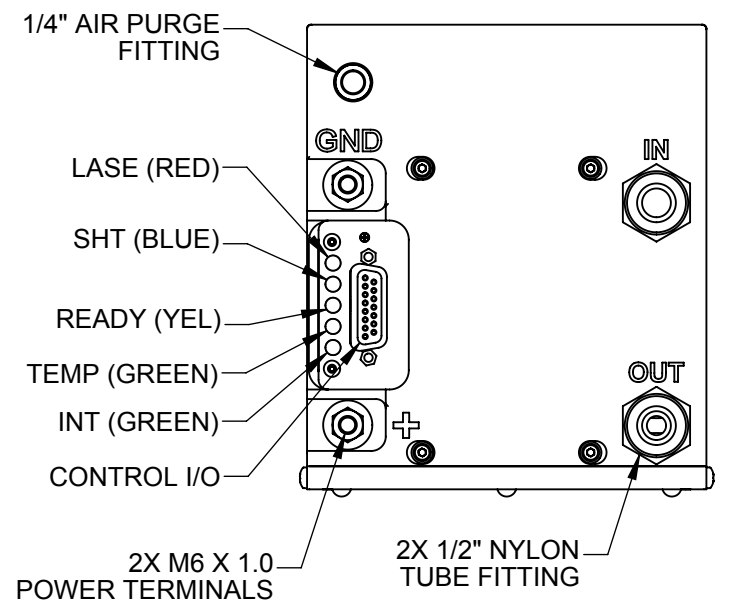 1/4" AIR PURGE
FITTING
GND
IN
LASE (RED)
SHT (BLUE)
READY (YEL)
TEMP (GREEN)
INT (GREEN)
CONTROL I/O
OUT
+
2X M6 X 1.0
POWER TERMINALS
2X 1/2" NYLON
TUBE FITTING